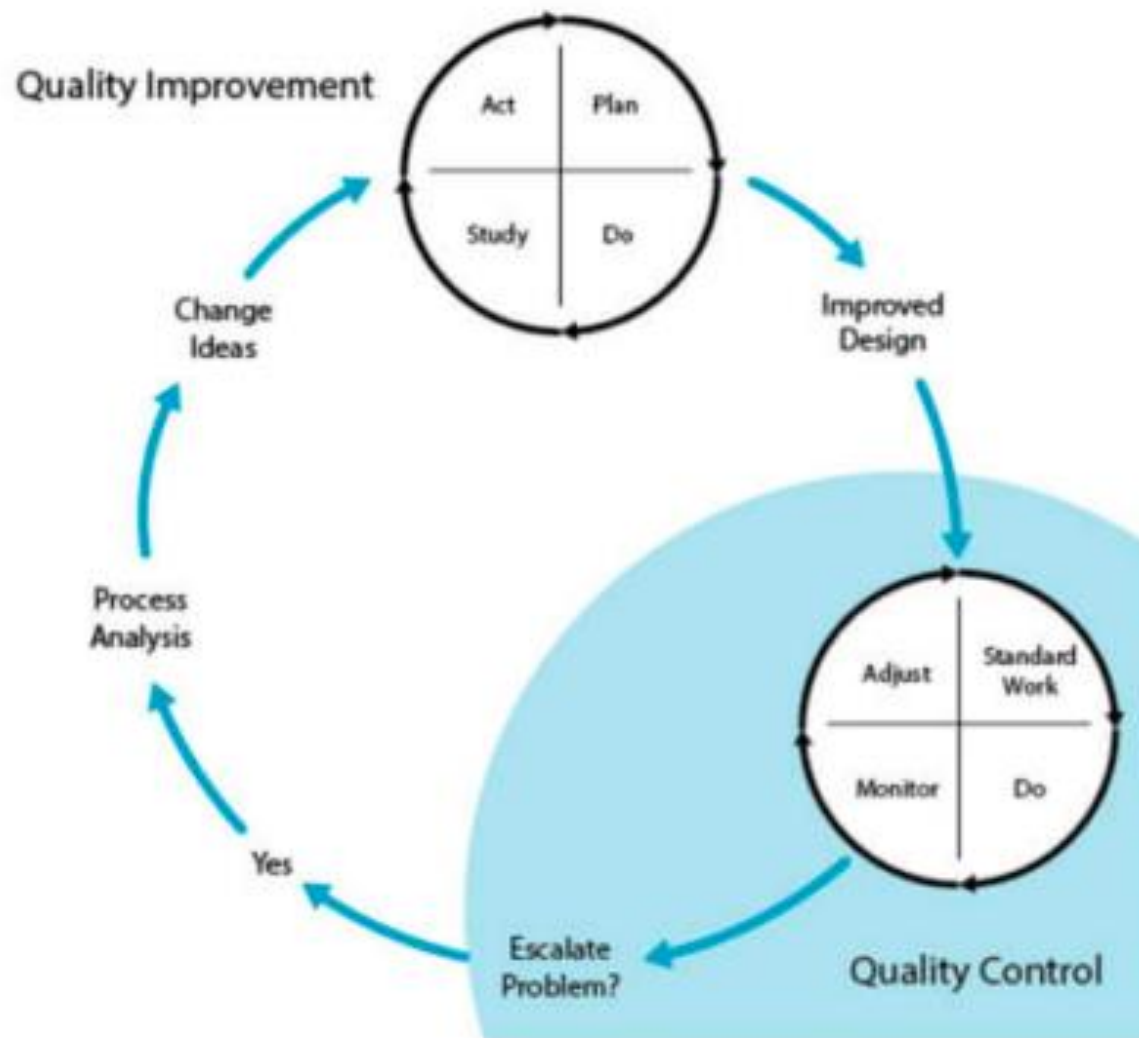 Quality Improvement
Act
Plan
Study
Do
Improved
Design
Adjust
Standard
Work
Monitor
Do
Quality Control
Escalate
Problem?
Yes
Process
Analysis
Change
Ideas